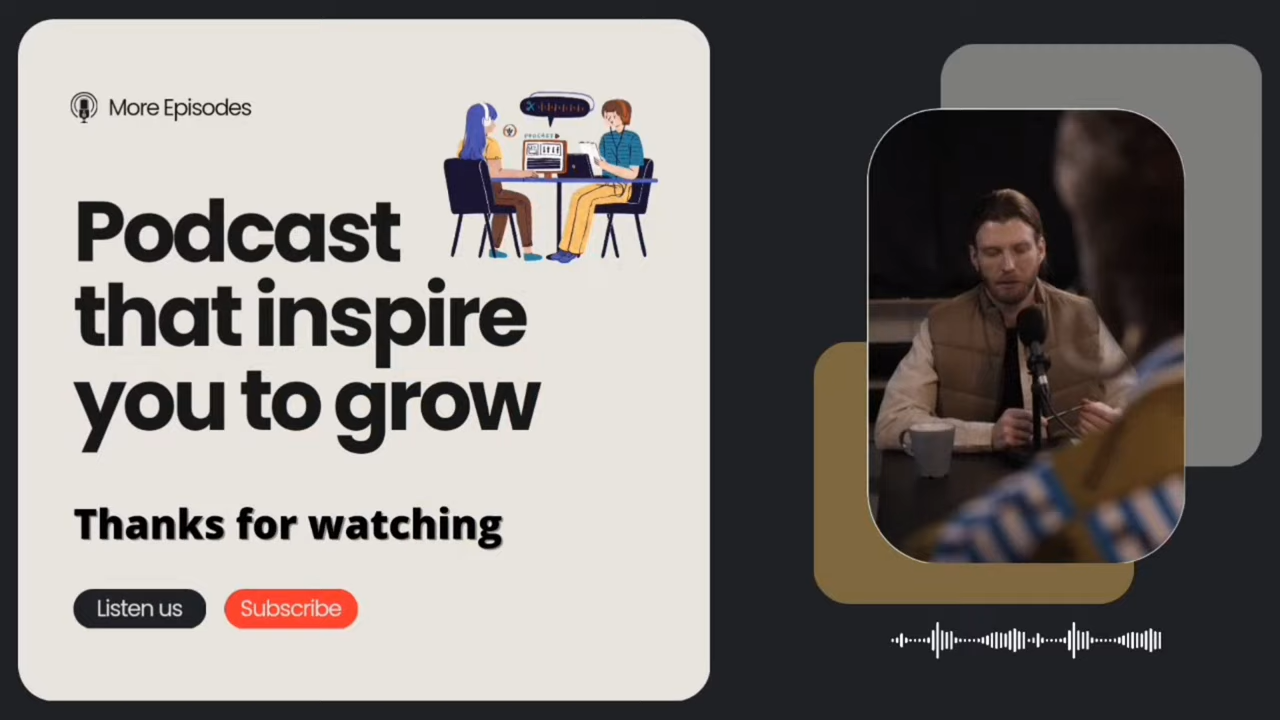 More Episodes
Podcast
that inspire
you to grow
Thanks for watching
Listen us
Subscribe